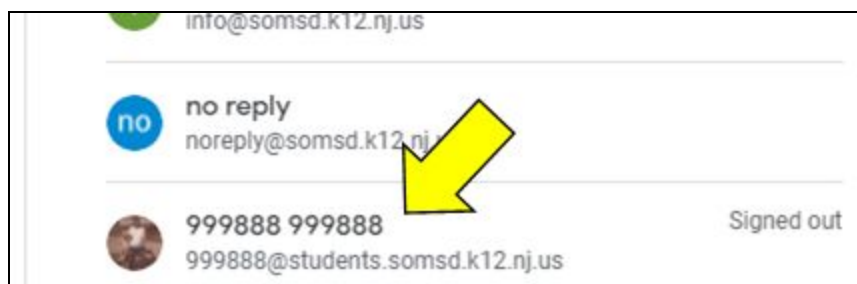 info@somsd.k12.nj.us
no
no reply
noreply@somsd.k12.nj.
999888 999888
Signed out
999888@students.somsd.k12.nj.us